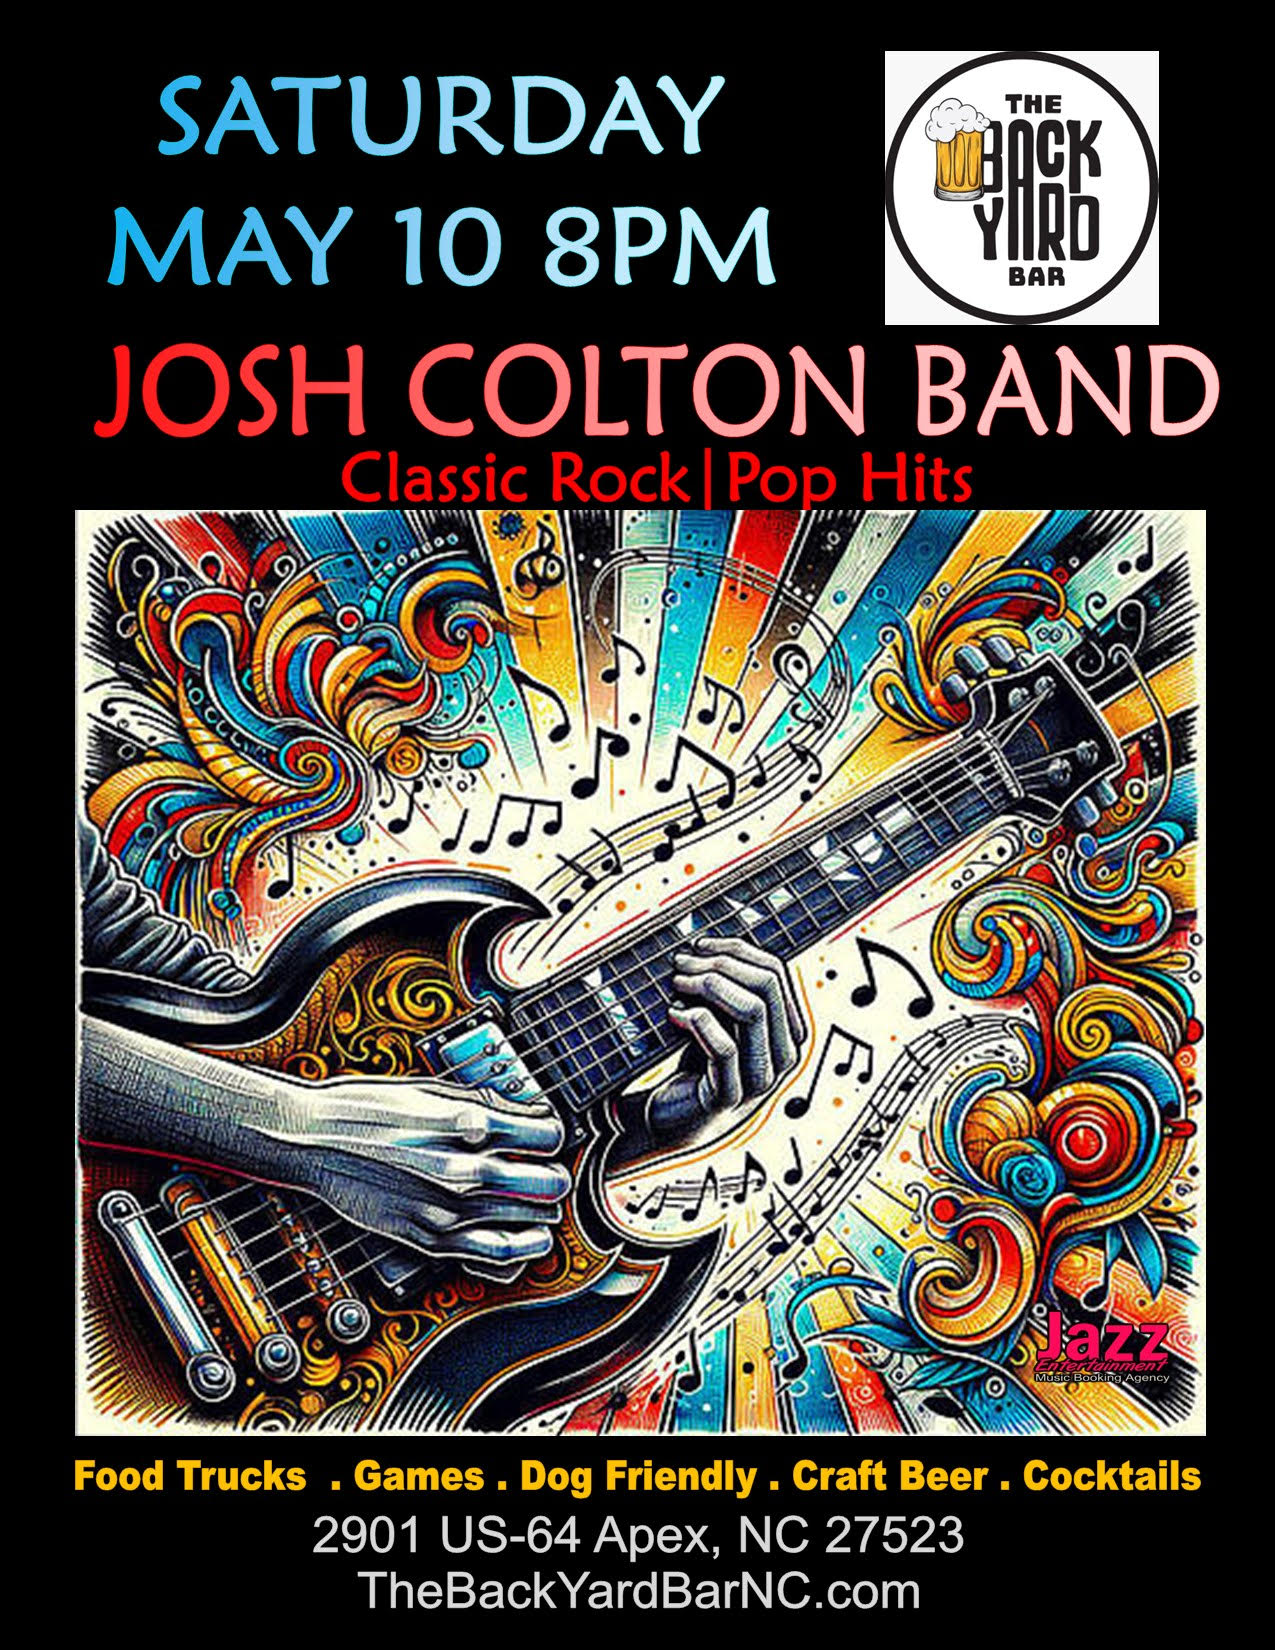 SATURDAY
MAY 10 8PM
THE
BACK
YARD
BAR
JOSH COLTON BAND
Classic Rock|Pop Hits
Jazz
Entertainment
Music Booking Agency
Food Trucks . Games . Dog Friendly . Craft Beer . Cocktails
2901 US-64 Apex, NC 27523
TheBackYardBarNC.com